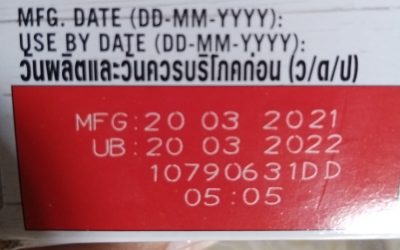 MFG. DATE (DD-MM-YYYY):
USE BY DATE (DD-MM-YYYY):
วันผลิตและวันควรบริโภคก่อน (ว/ด/ป)
MFG:20 03 2021
UB:20 03 2022
10790631DD
05:05